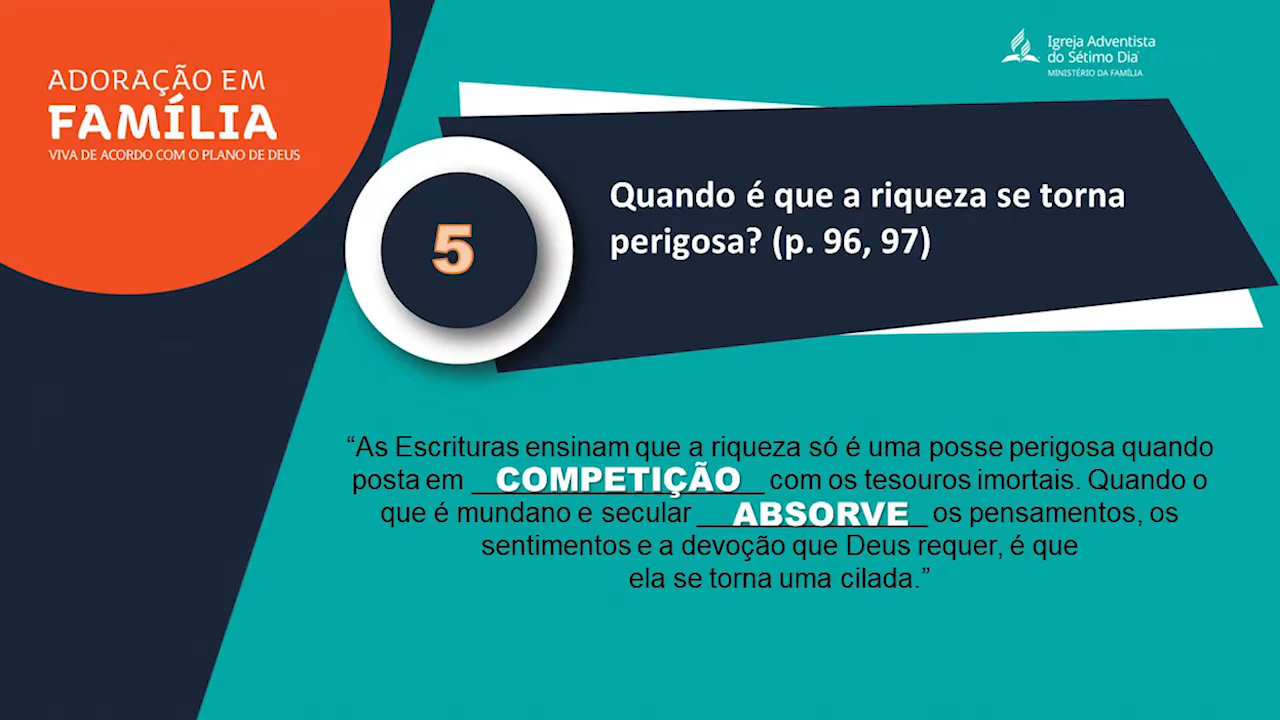 ADORAÇÃO EM
FAMÍLIA
VIVA DE ACORDO COM O PLANO DE DEUS
Igreja Adventista
do Sétimo Dia
MINISTÉRIO DA FAMÍLIA
5
Quando é que a riqueza se torna
perigosa? (p. 96, 97)
“As Escrituras ensinam que a riqueza só é uma posse perigosa quando
posta em COMPETIÇÃO com os tesouros imortais. Quando o
que é mundano e secular ABSORVE os pensamentos, os
sentimentos e a devoção que Deus requer, é que
ela se torna uma cilada.”